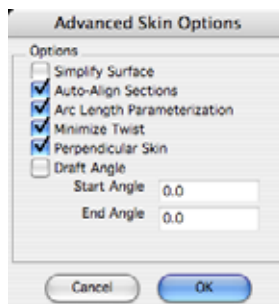 Advanced Skin Options
Options
Simplify Surface
Auto-Align Sections
Arc Length Parameterization
Minimize Twist
Perpendicular Skin
Draft Angle
Start Angle 0.0
End Angle 0.0
Cancel OK